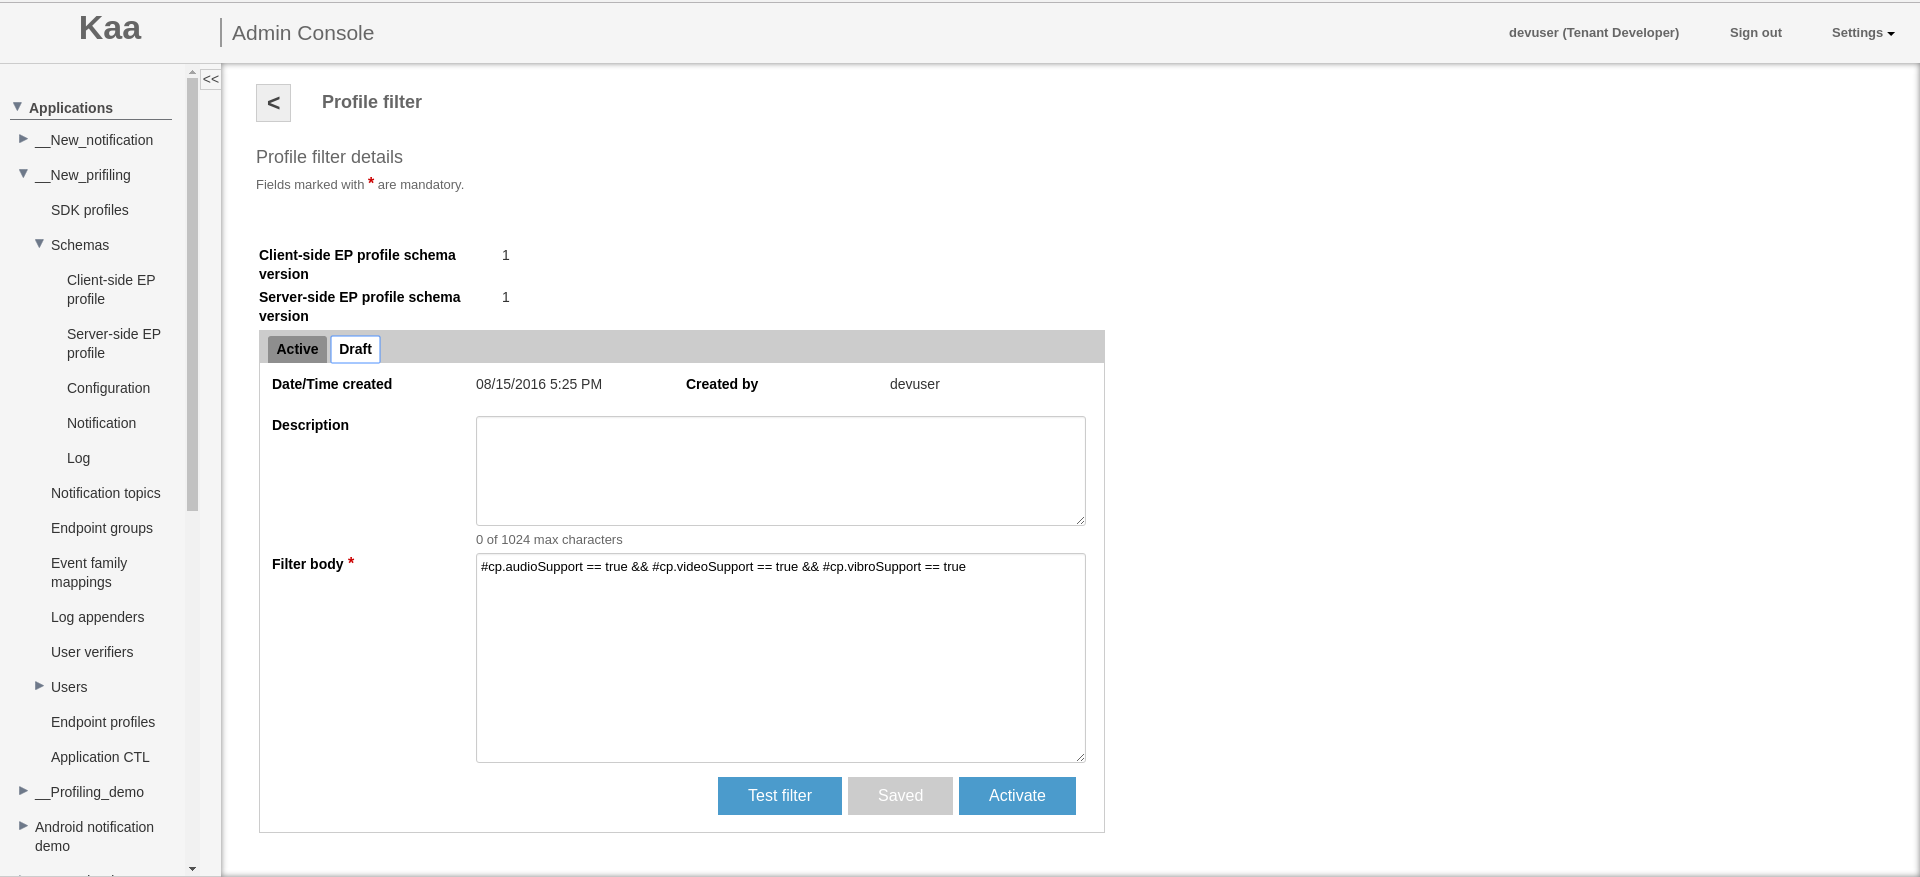 Kaa
Admin Console
devuser (Tenant Developer)
Sign out
Settings
<<
Applications
__New_notification
__New_prifiling
SDK profiles
Schemas
Client-side EP
profile
Server-side EP
profile
Configuration
Notification
Log
Notification topics
Endpoint groups
Event family
mappings
Log appenders
User verifiers
Users
Endpoint profiles
Application CTL
__Profiling_demo
Android notification
demo
< Profile filter
Profile filter details
Fields marked with * are mandatory.
Client-side EP profile schema
version
1
Server-side EP profile schema
version
1
Active Draft
Date/Time created 08/15/2016 5:25 PM Created by devuser
Description
0 of 1024 max characters
Filter body *
#cp.audioSupport == true && #cp.videoSupport == true && #cp.vibroSupport == true
Test filter Saved Activate